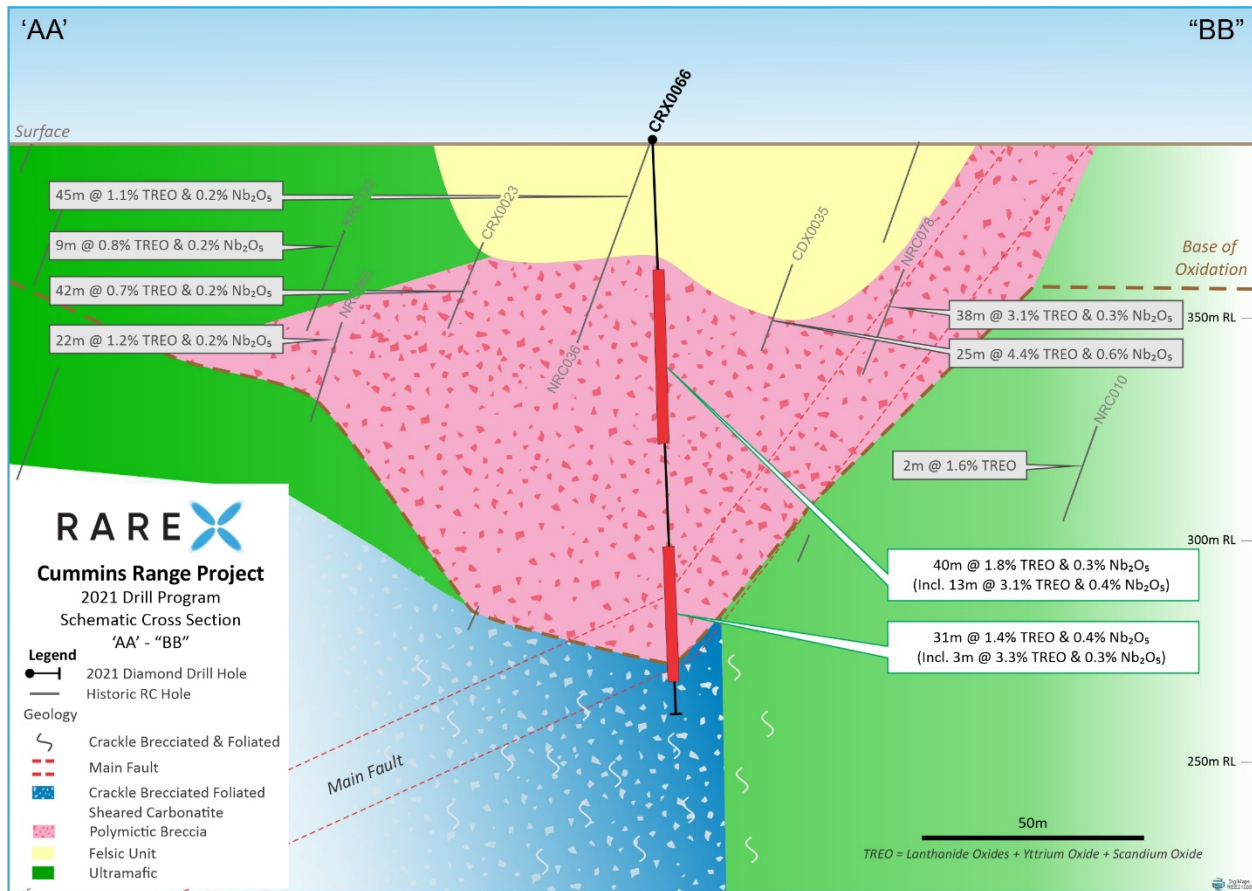 ‘AA’
“BB”
CRX0066
Surface
45m @ 1.1% TREO & 0.2% Nb₂O₅
9m @ 0.8% TREO & 0.2% Nb₂O₅
42m @ 0.7% TREO & 0.2% Nb₂O₅
22m @ 1.2% TREO & 0.2% Nb₂O₅
CRX0023
NRC036
CDX0035
NRC078
NRC010
Base of
Oxidation
38m @ 3.1% TREO & 0.3% Nb₂O₅
25m @ 4.4% TREO & 0.6% Nb₂O₅
2m @ 1.6% TREO
40m @ 1.8% TREO & 0.3% Nb₂O₅
(Incl. 13m @ 3.1% TREO & 0.4% Nb₂O₅)
31m @ 1.4% TREO & 0.4% Nb₂O₅
(Incl. 3m @ 3.3% TREO & 0.3% Nb₂O₅)
350m RL
300m RL
250m RL
RAREX
Cummins Range Project
2021 Drill Program
Schematic Cross Section
‘AA’ - “BB”
Legend
2021 Diamond Drill Hole
Historic RC Hole
Geology
Crackle Brecciated & Foliated
Main Fault
Crackle Brecciated Foliated
Sheared Carbonatite
Polymictic Breccia
Felsic Unit
Ultramafic
Main Fault
50m
TREO = Lanthanide Oxides + Yttrium Oxide + Scandium Oxide